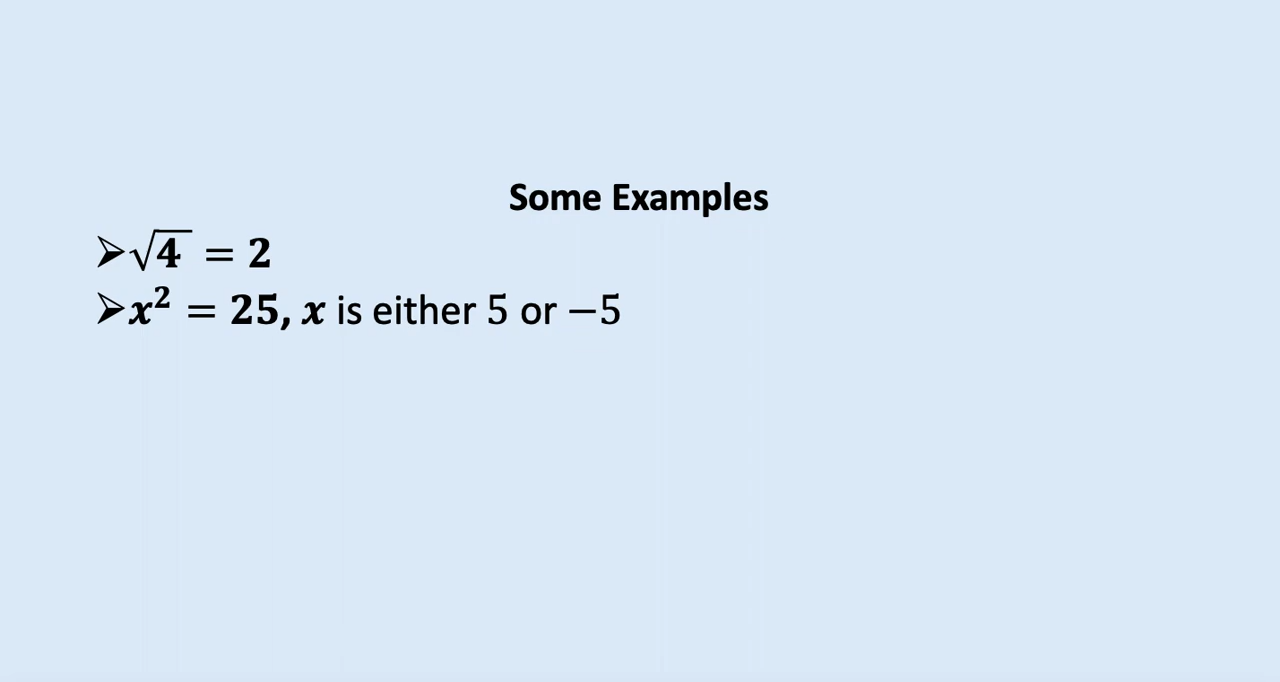 Some Examples
➢√4 = 2
➢x² = 25, x is either 5 or −5